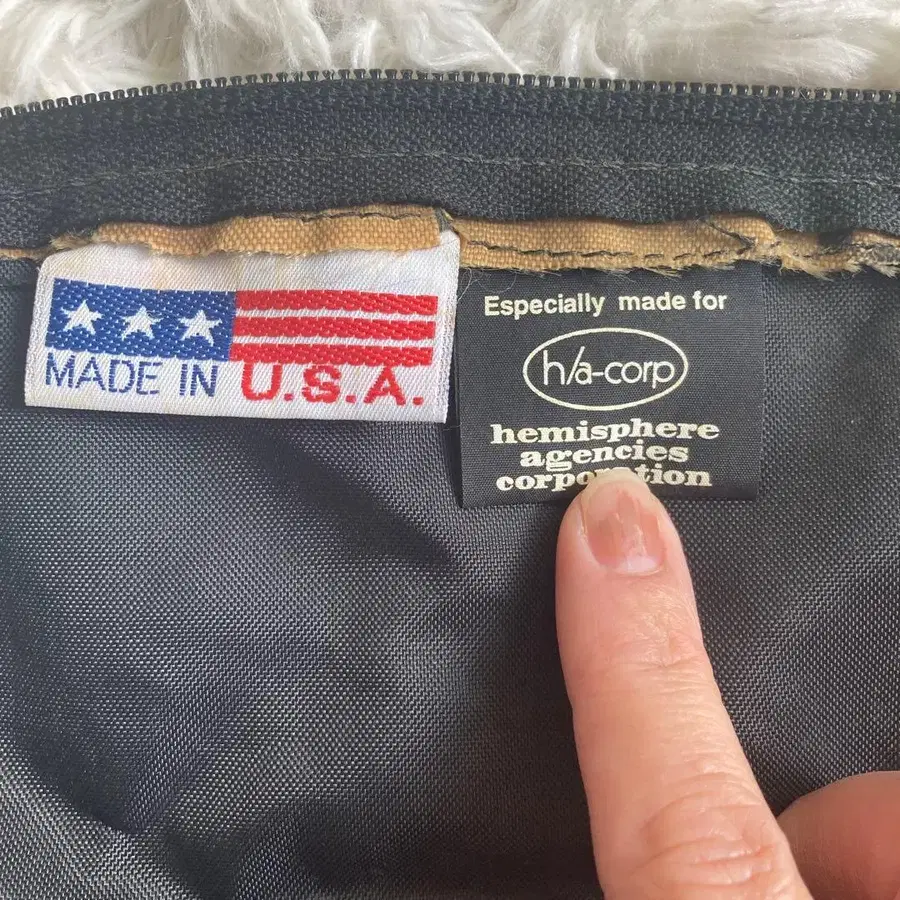 MADE IN U.S.A.
Especially made for
h/a-corp
hemisphere
agencies
corporation